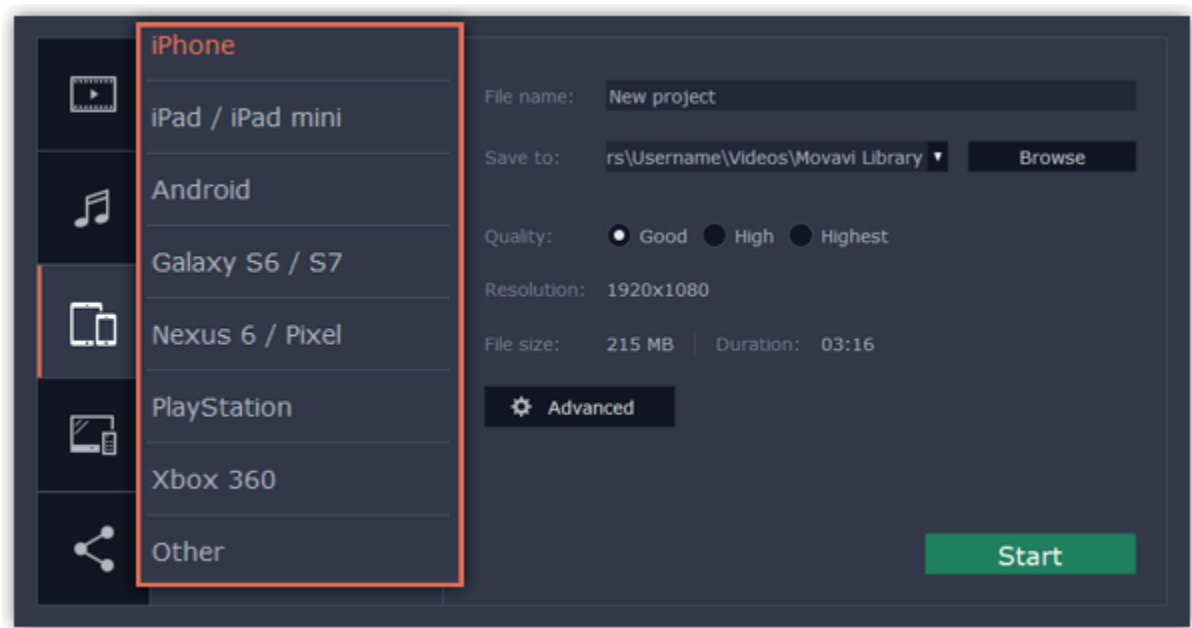 iPhone
iPad / iPad mini
Android
Galaxy S6 / S7
Nexus 6 / Pixel
PlayStation
Xbox 360
Other
File name: New project
Save to: rs\Username\Videos\Movavi Library Browse
Quality: Good High Highest
Resolution: 1920x1080
File size: 215 MB Duration: 03:16
Advanced
Start